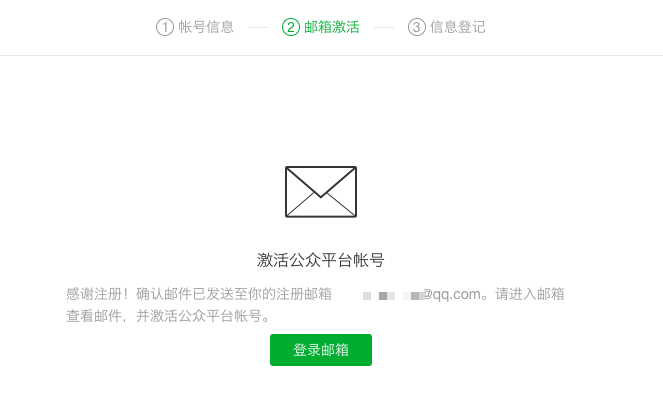 ① 帐号信息 ② 邮箱激活 ③ 信息登记
激活公众平台帐号
感谢注册！确认邮件已发送至你的注册邮箱 @qq.com。请进入邮箱
查看邮件，并激活公众平台帐号。
登录邮箱